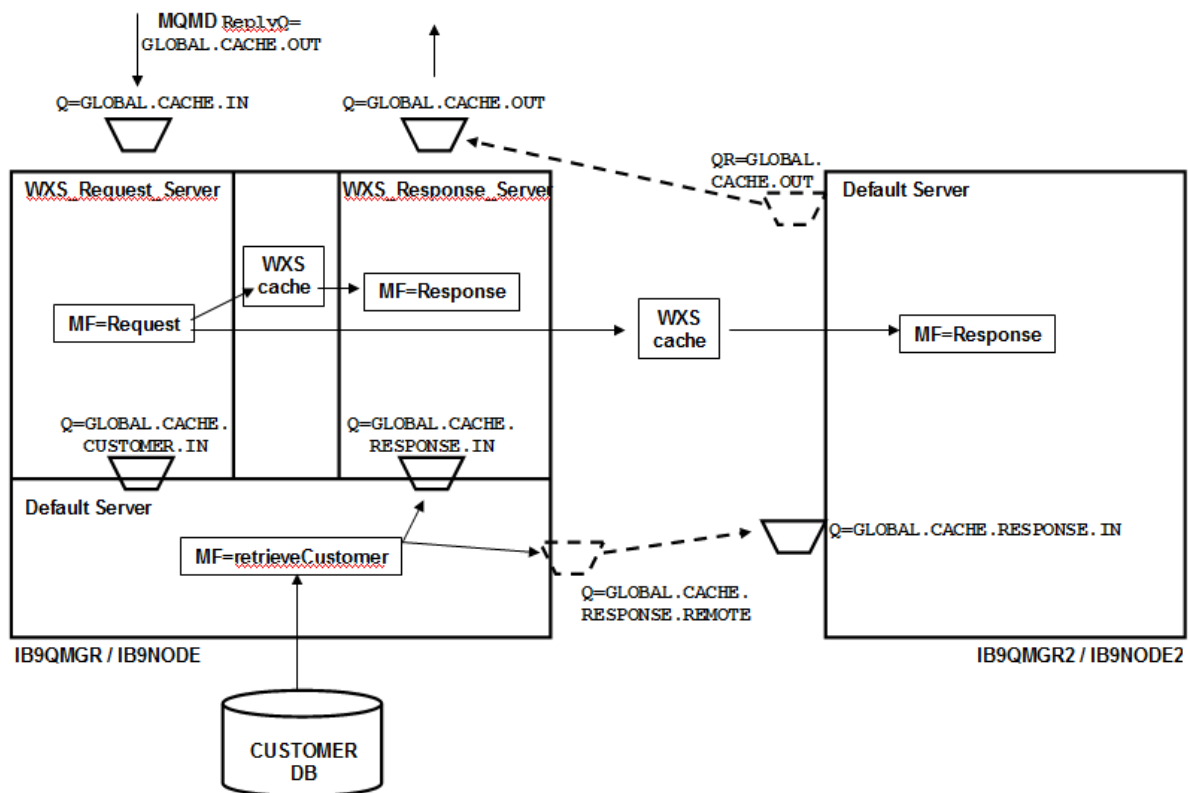 MQMD ReplyQ=
GLOBAL.CACHE.OUT
Q=GLOBAL.CACHE.IN
Q=GLOBAL.CACHE.OUT
QR=GLOBAL.
CACHE.OUT
WXS_Request_Server
WXS_Response_Server
Default Server
WXS
cache
MF=Response
MF=Request
WXS
cache
MF=Response
Q=GLOBAL.CACHE.
CUSTOMER.IN
Q=GLOBAL.CACHE.
RESPONSE.IN
Default Server
MF=retrieveCustomer
Q=GLOBAL.CACHE.RESPONSE.IN
Q=GLOBAL.CACHE.
RESPONSE.REMOTE
IB9QMGR / IB9NODE
IB9QMGR2 / IB9NODE2
CUSTOMER
DB